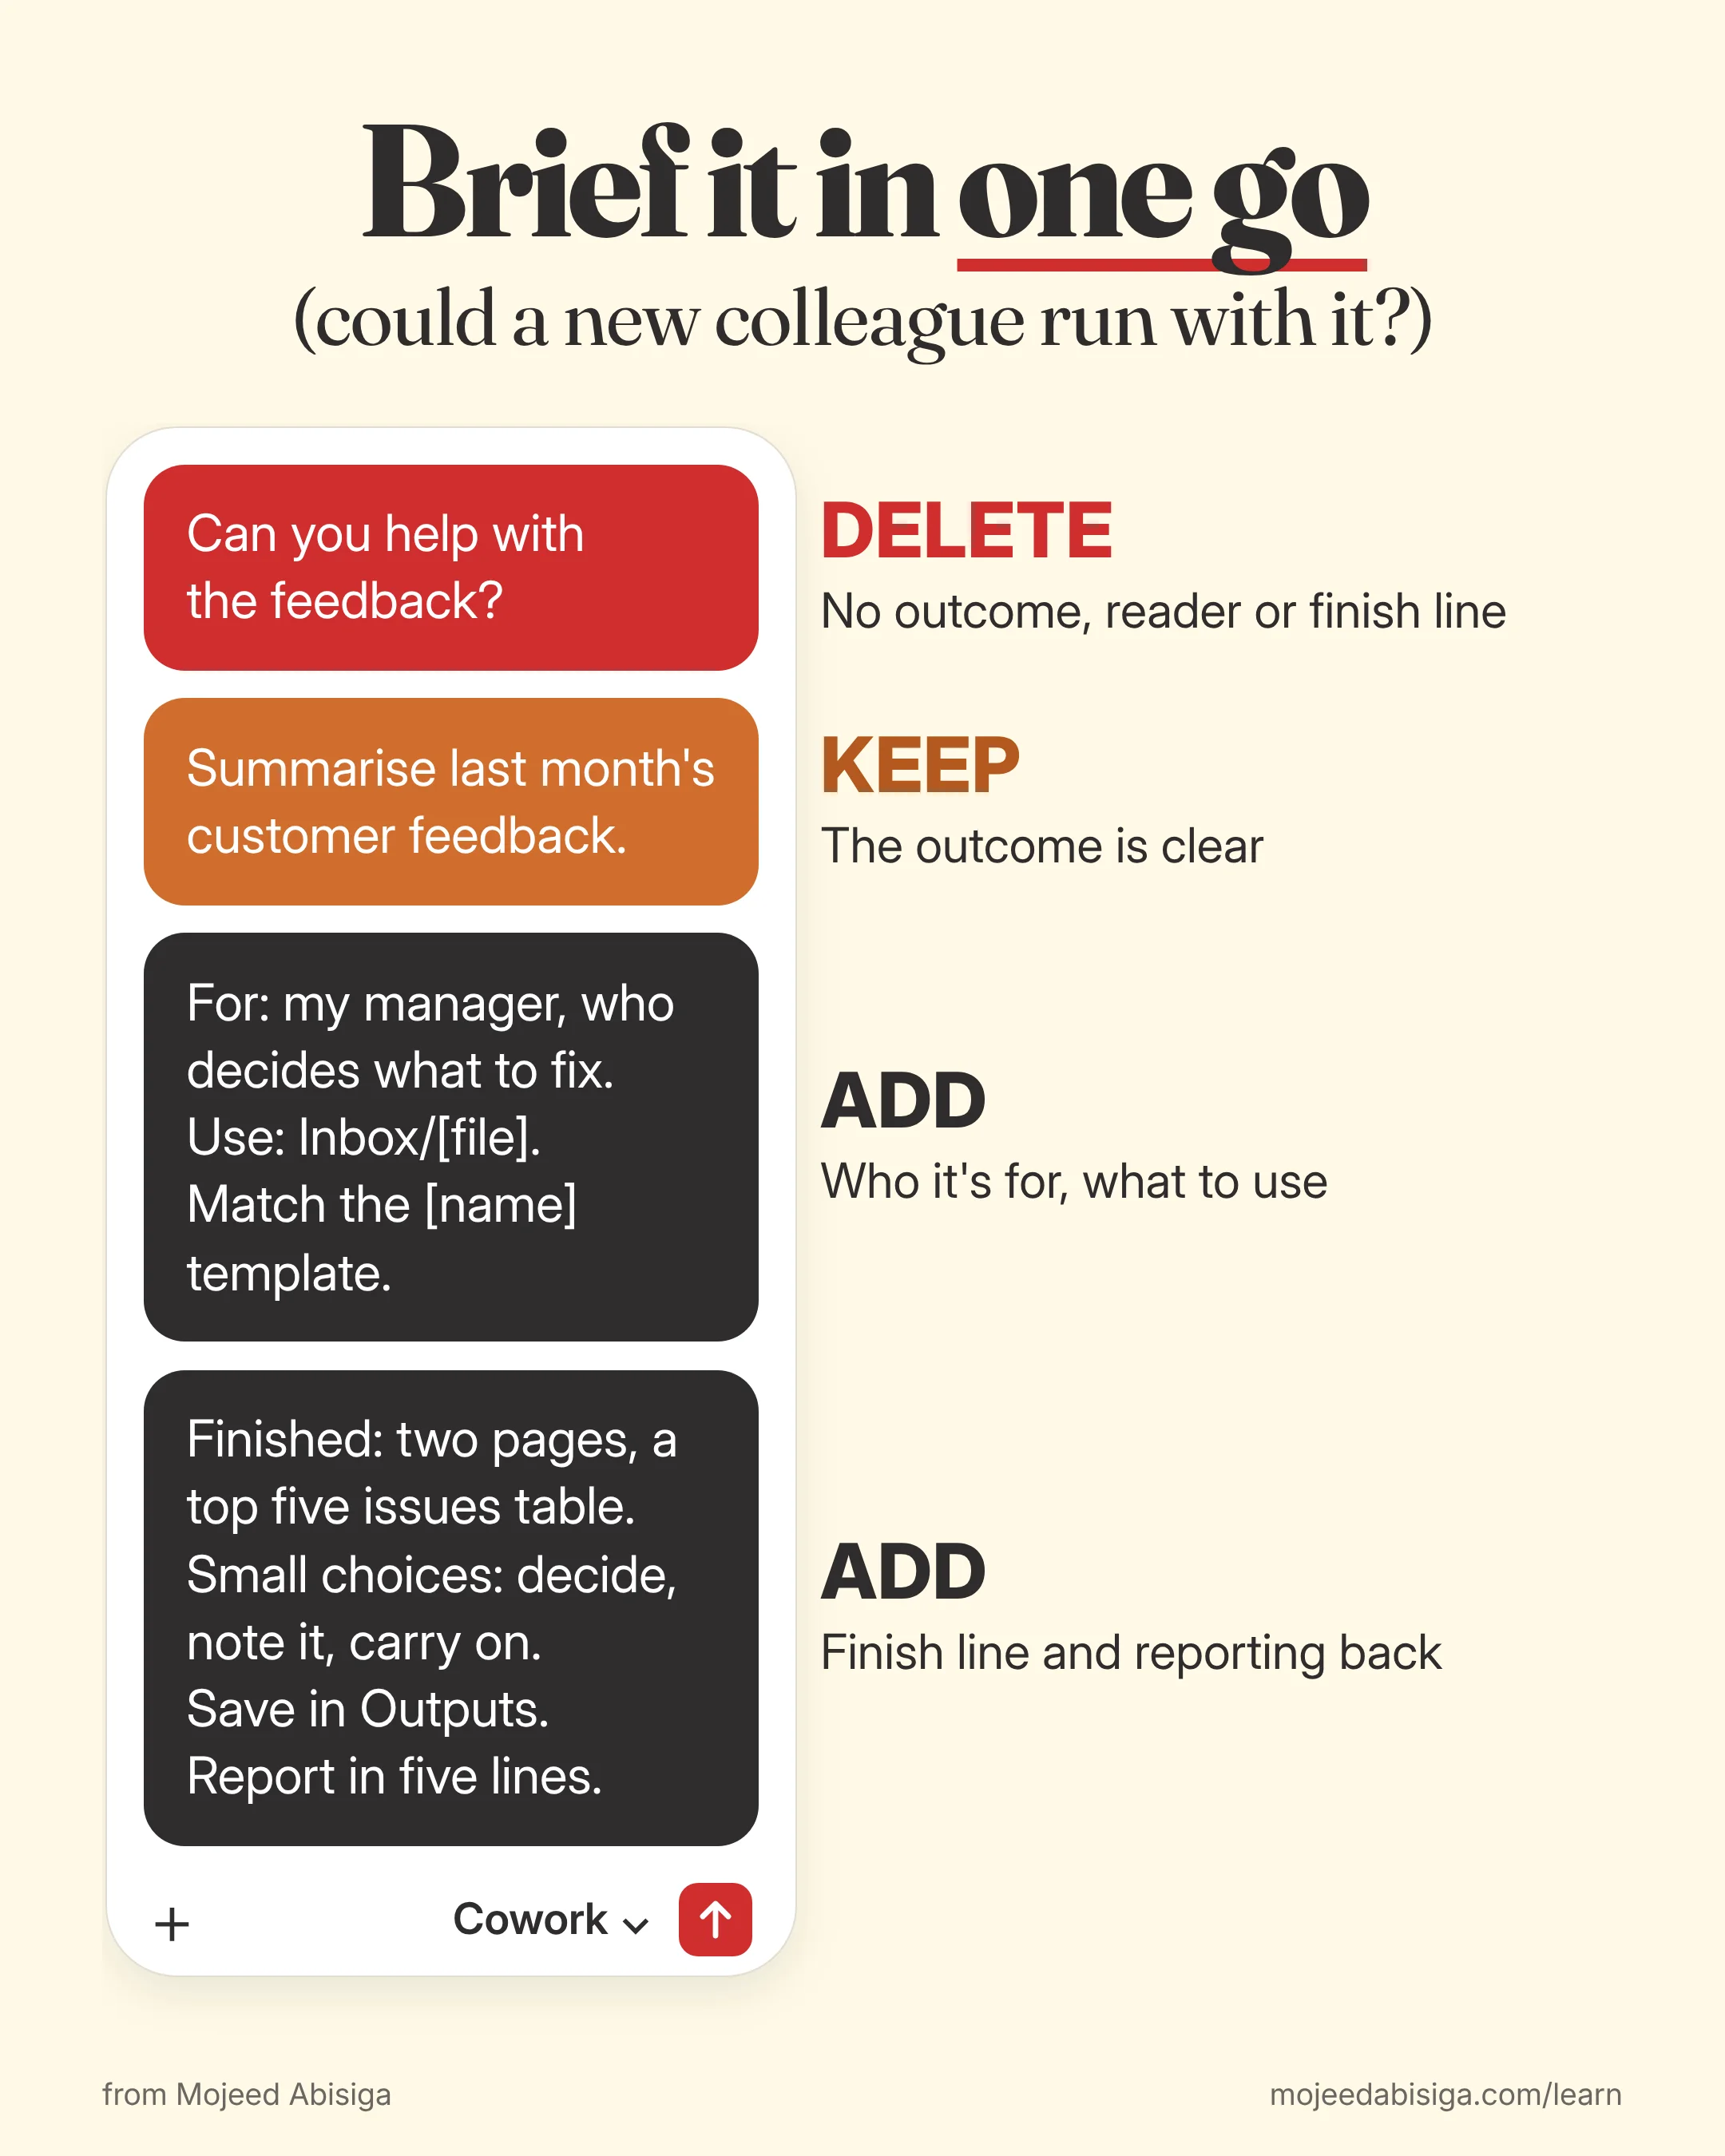 Brief it in one go
(could a new colleague run with it?)
Can you help with
the feedback?
DELETE
No outcome, reader or finish line
Summarise last month's
customer feedback.
KEEP
The outcome is clear
For: my manager, who
decides what to fix.
Use: Inbox/[file].
Match the [name]
template.
ADD
Who it's for, what to use
Finished: two pages, a
top five issues table.
Small choices: decide,
note it, carry on.
Save in Outputs.
Report in five lines.
ADD
Finish line and reporting back
+
Cowork
from Mojeed Abisiga
mojeedabisiga.com/learn